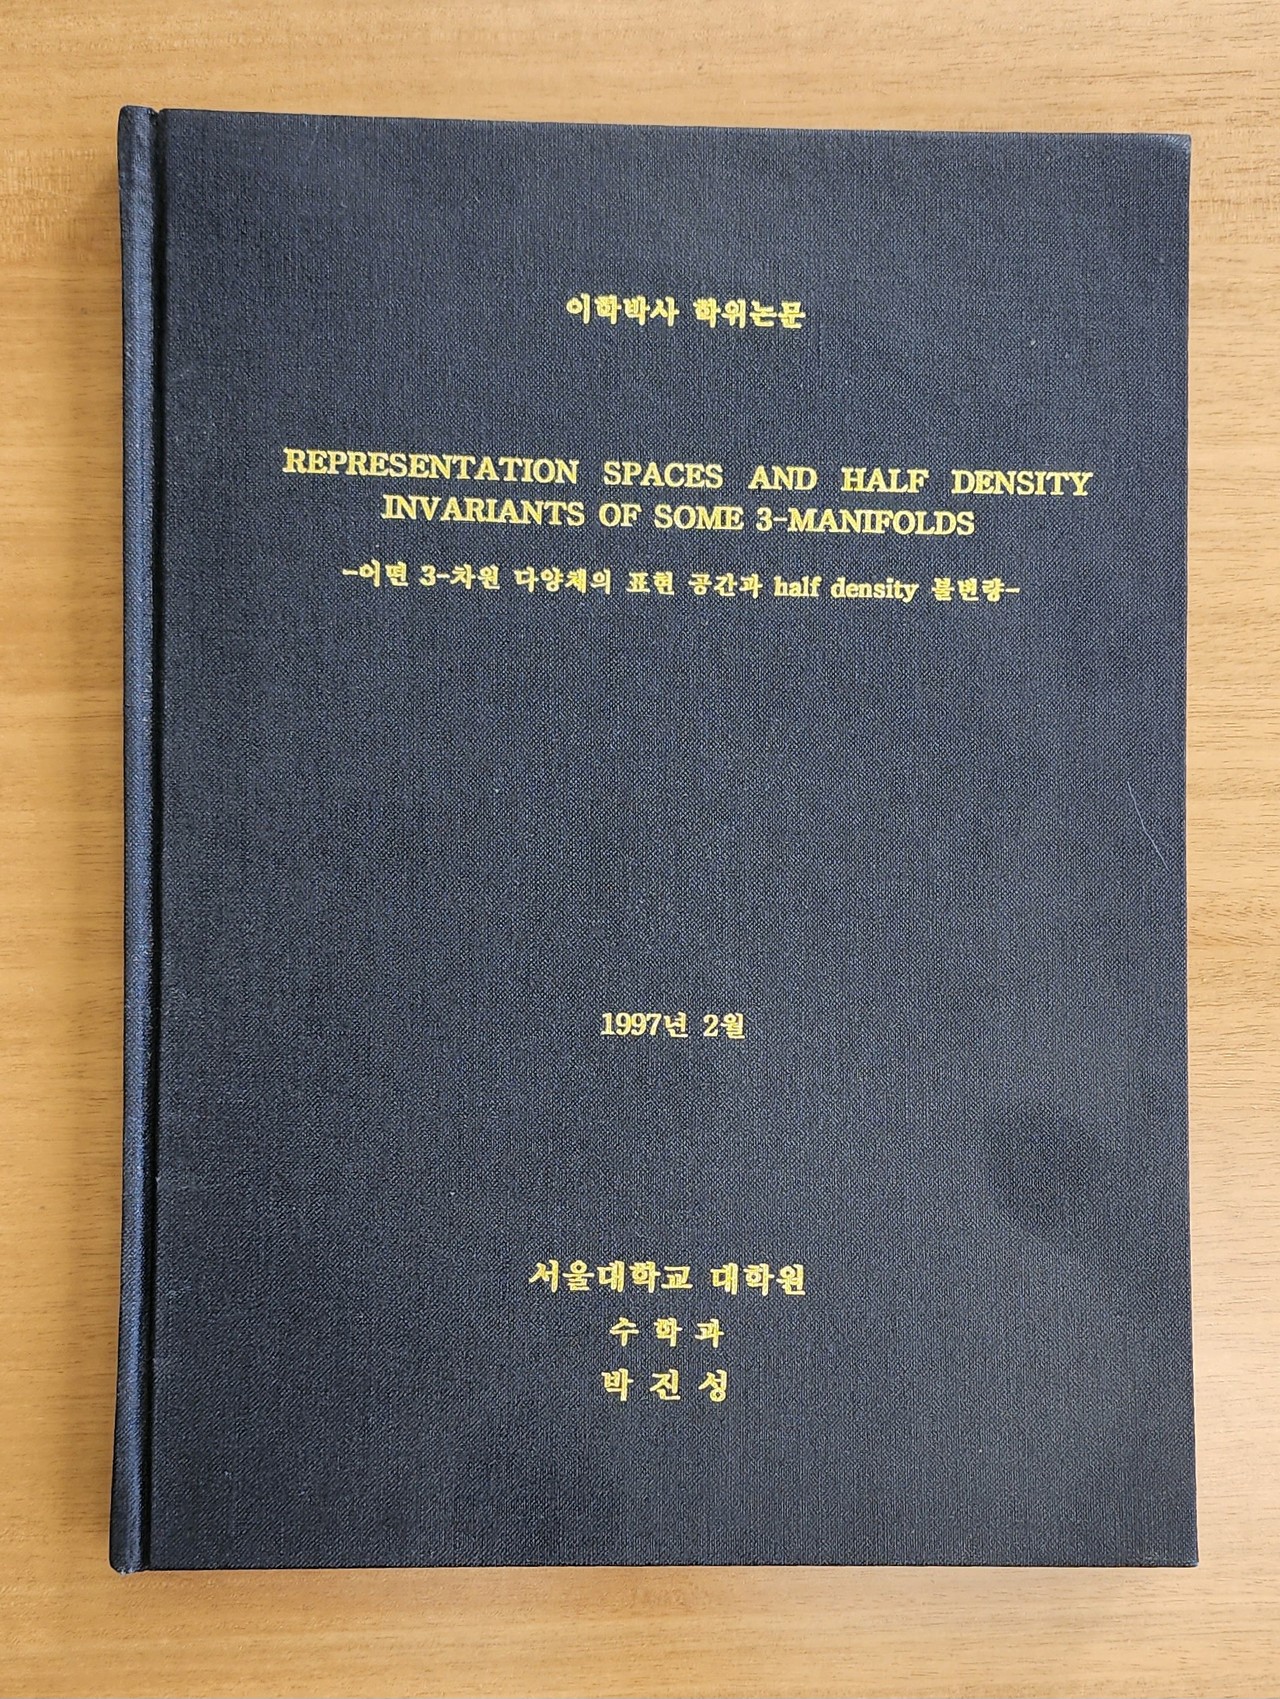 이학박사 학위논문
REPRESENTATION SPACES AND HALF DENSITY
INVARIANTS OF SOME 3-MANIFOLDS
-어떤 3-차원 다양체의 표현 공간과 half density 불변량-
1997년 2월
서울대학교 대학원
수 학 과
박 진 성